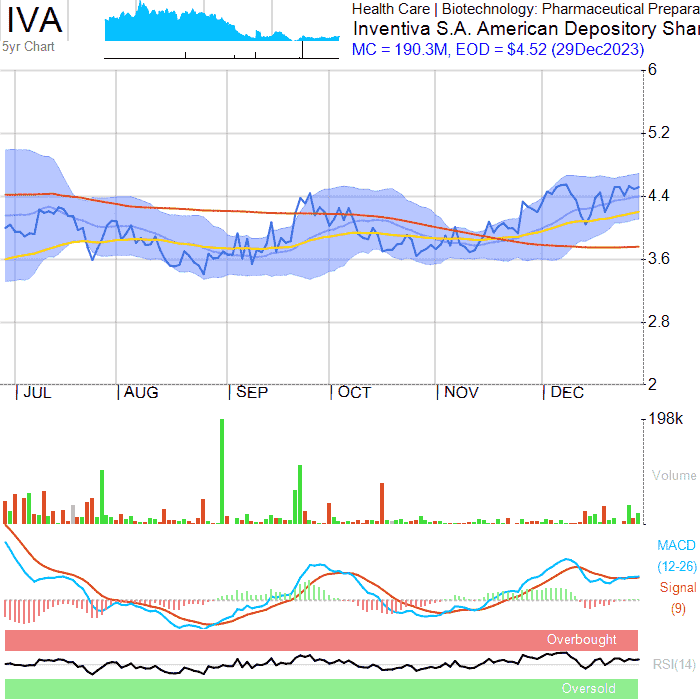 IVA
5yr Chart
Health Care | Biotechnology: Pharmaceutical Prepara
Inventiva S.A. American Depository Shar
MC = 190.3M, EOD = $4.52 (29Dec2023)
6
5.2
4.4
3.6
2.8
2
JUL AUG SEP OCT NOV DEC
198k
Volume
MACD
(12-26)
Signal
(9)
Overbought
RSI(14)
Oversold